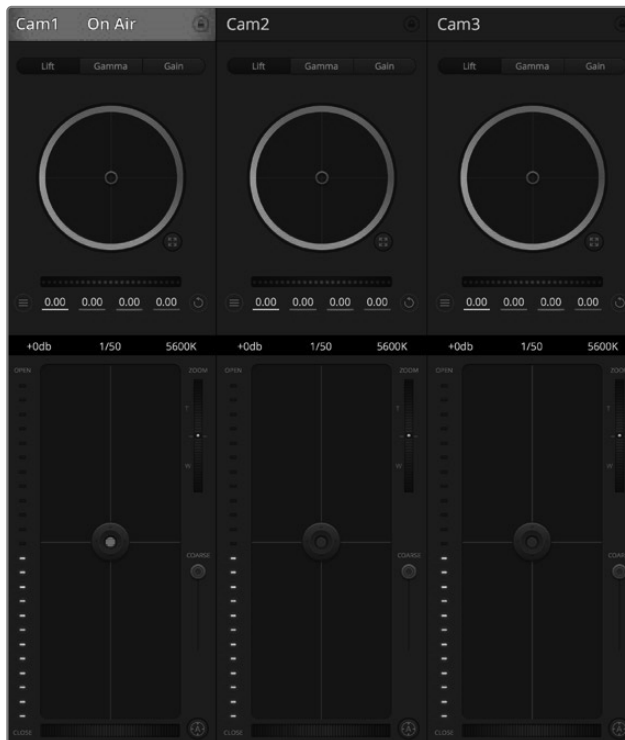 Cam1 On Air Cam2 Cam3
Lift Gamma Gain Lift Gamma Gain Lift Gamma Gain
0.00 0.00 0.00 0.00 0.00 0.00 0.00 0.00 0.00 0.00 0.00 0.00
+0db 1/50 5600K +0db 1/50 5600K +0db 1/50 5600K
OPEN ZOOM OPEN ZOOM OPEN ZOOM
T T T
W W W
COARSE COARSE COARSE
CLOSE A CLOSE A CLOSE A